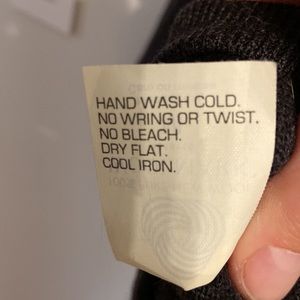 HAND WASH COLD.
NO WRING OR TWIST.
NO BLEACH.
DRY FLAT.
COOL IRON.